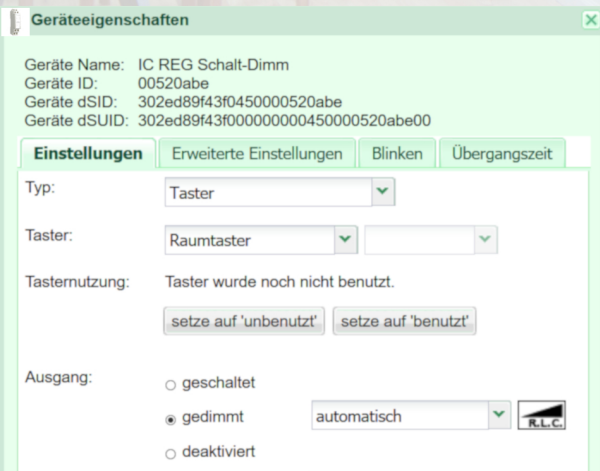 Geräteeigenschaften
Geräte Name: IC REG Schalt-Dimm
Geräte ID: 00520abe
Geräte dSID: 302ed89f43f0450000520abe
Geräte dSUID: 302ed89f43f000000000450000520abe00
Einstellungen Erweiterte Einstellungen Blinken Übergangszeit
Typ: Taster
Taster: Raumtaster
Tasternutzung: Taster wurde noch nicht benutzt.
setze auf 'unbenutzt' setze auf 'benutzt'
Ausgang: geschaltet
gedimmt automatisch R.L.C.
deaktiviert